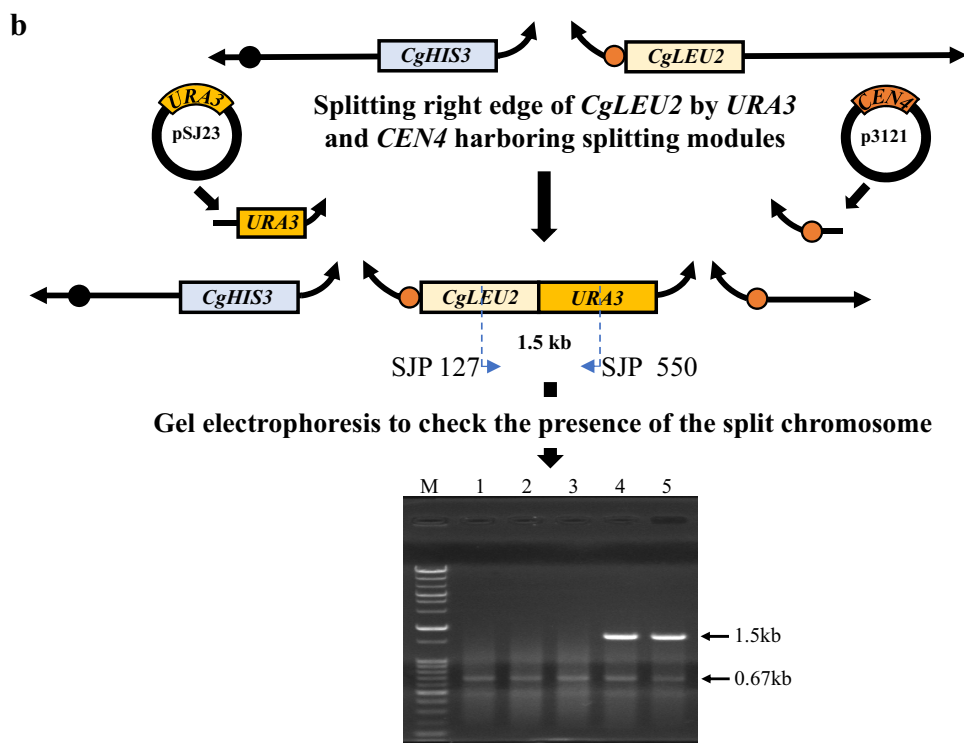 b
CgHIS3
CgLEU2
URA3
pSJ23
Splitting right edge of CgLEU2 by URA3
and CEN4 harboring splitting modules
CEN4
p3121
URA3
CgHIS3
CgLEU2
URA3
1.5 kb
SJP 127
SJP 550
Gel electrophoresis to check the presence of the split chromosome
M 1 2 3 4 5
1.5kb
0.67kb